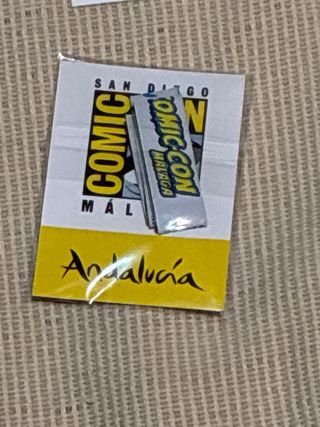 SAN DIEGO
COMIC
COMIC-CON
MÁLAGA
MÁL
Andalucía